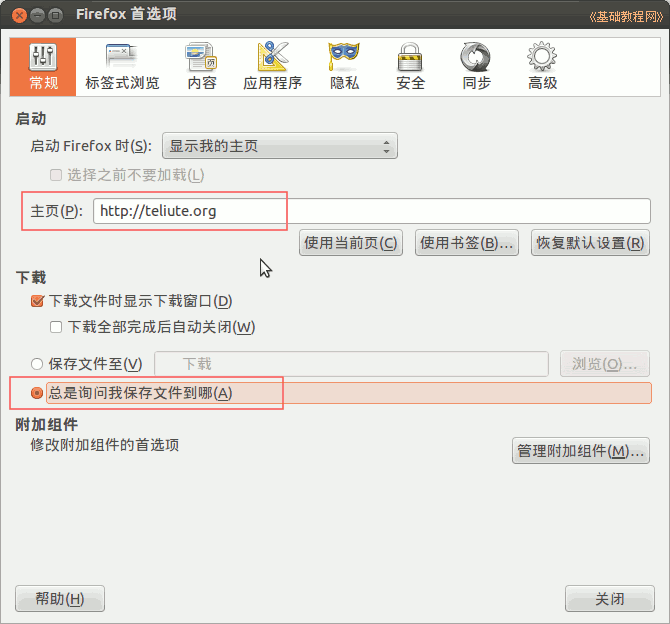 Firefox 首选项
《基础教程网》
常规 标签式浏览 内容 应用程序 隐私 安全 同步 高级
启动
启动 Firefox 时(S): 显示我的主页
选择之前不要加载(L)
主页(P): http://teliute.org
使用当前页(C) 使用书签(B)... 恢复默认设置(R)
下载
下载文件时显示下载窗口(D)
下载全部完成后自动关闭(W)
保存文件至(V) 下载 浏览(O)...
总是询问我保存文件到哪(A)
附加组件
修改附加组件的首选项
管理附加组件(M)...
帮助(H) 关闭